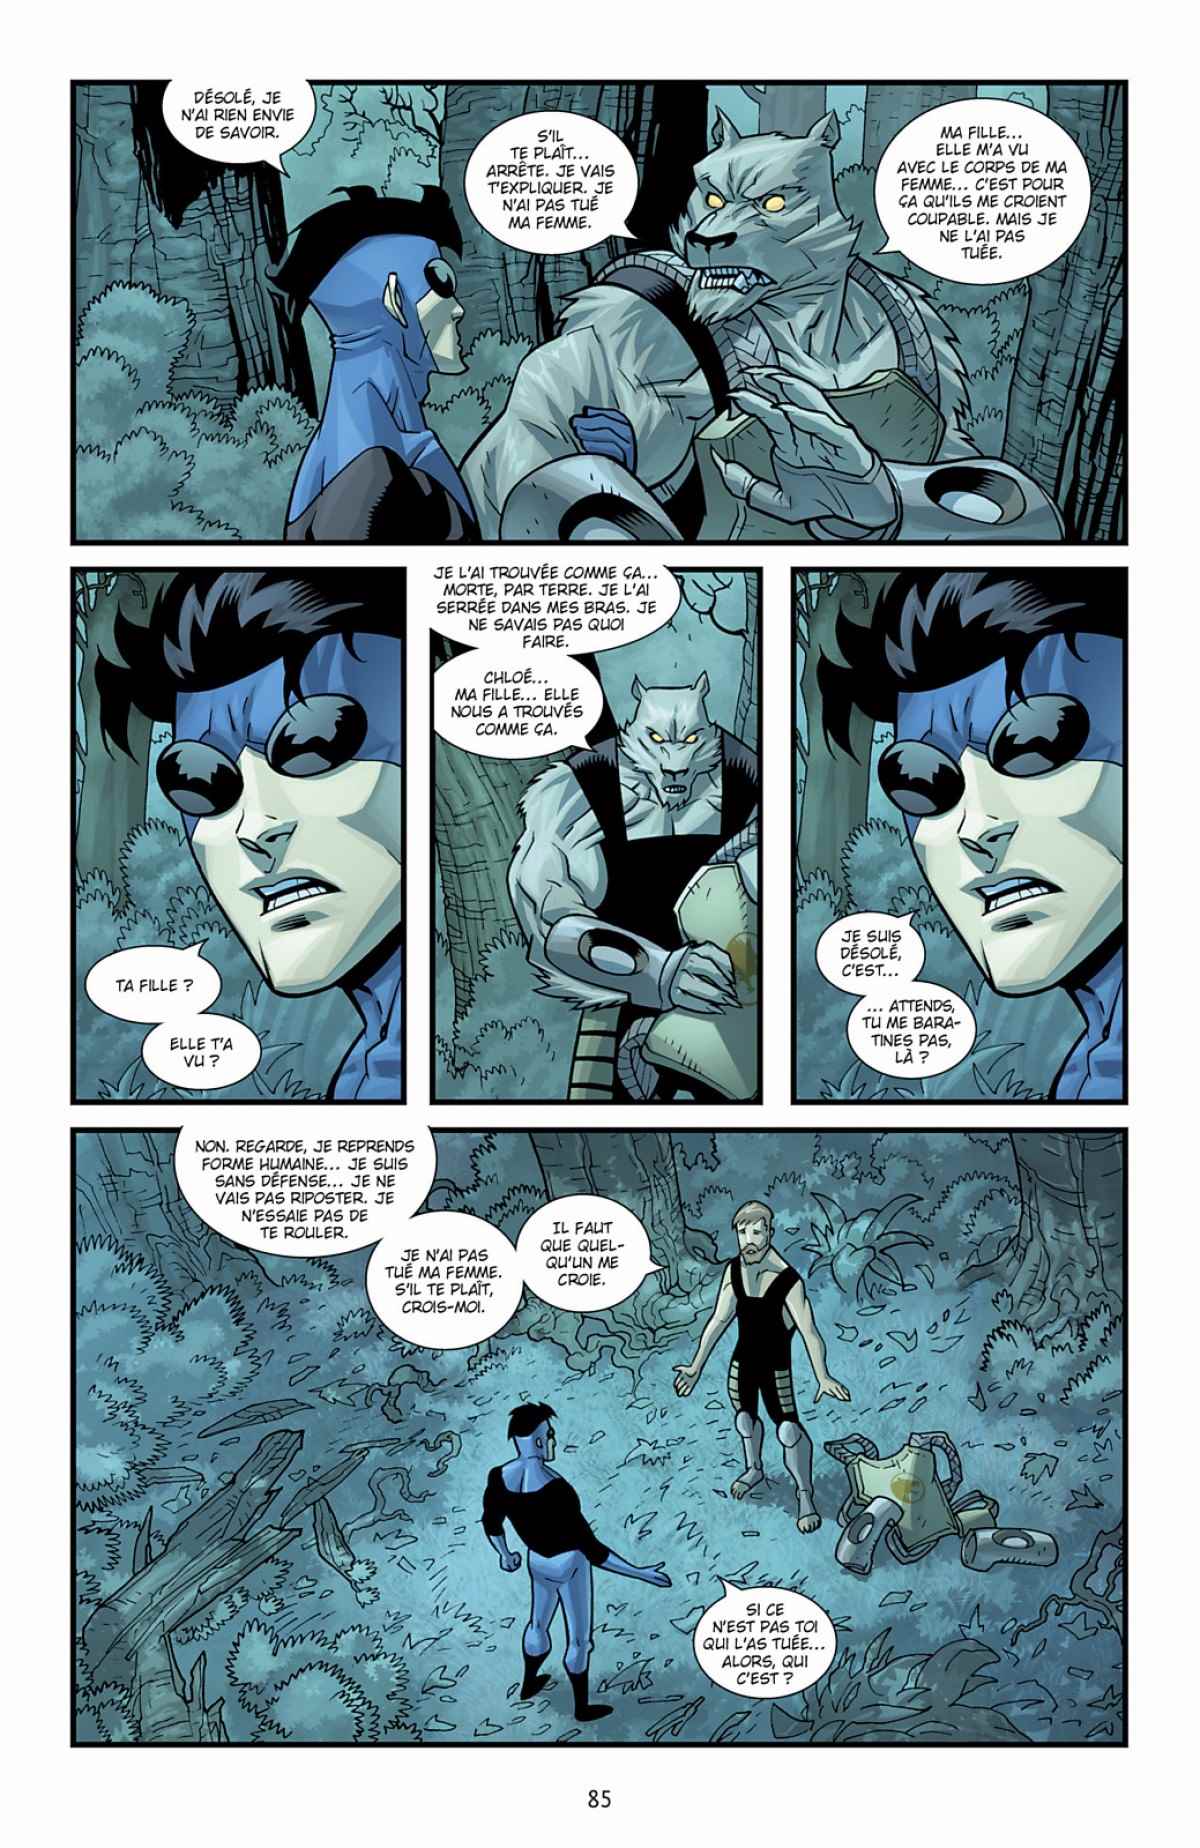 DÉSOLÉ, JE
N'AI RIEN ENVIE
DE SAVOIR.
S'IL
TE PLAÎT...
ARRÊTE. JE VAIS
T'EXPLIQUER. JE
N'AI PAS TUÉ
MA FEMME.
MA FILLE...
ELLE M'A VU
AVEC LE CORPS DE MA
FEMME... C'EST POUR
ÇA QU'ILS ME CROIENT
COUPABLE. MAIS JE
NE L'AI PAS
TUÉE.
TA FILLE ?
ELLE T'A
VU ?
JE L'AI TROUVÉE COMME ÇA...
MORTE, PAR TERRE. JE L'AI
SERRÉE DANS MES BRAS. JE
NE SAVAIS PAS QUOI
FAIRE.
CHLOÉ...
MA FILLE... ELLE
NOUS A TROUVÉS
COMME ÇA.
JE SUIS
DÉSOLÉ,
C'EST...
... ATTENDS,
TU ME BARA-
TINES PAS,
LÀ ?
NON. REGARDE, JE REPRENDS
FORME HUMAINE... JE SUIS
SANS DÉFENSE... JE NE
VAIS PAS RIPOSTER. JE
N'ESSAIE PAS DE
TE ROULER.
JE N'AI PAS
TUÉ MA FEMME.
S'IL TE PLAÎT,
CROIS-MOI.
IL FAUT
QUE QUEL-
QU'UN ME
CROIE.
SI CE
N'EST PAS TOI
QUI L'AS TUÉE...
ALORS, QUI
C'EST ?
85